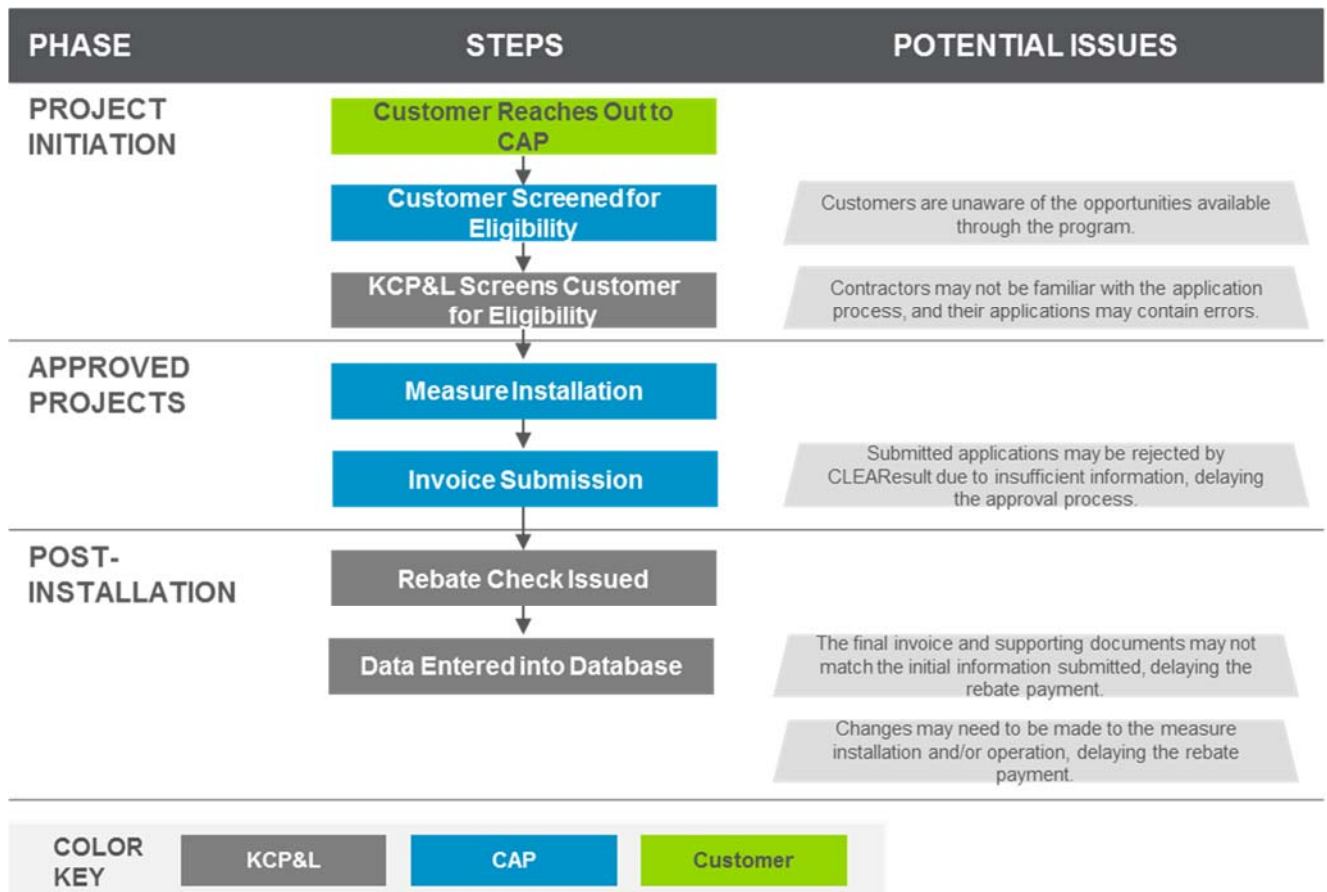 PHASE STEPS POTENTIAL ISSUES
PROJECT
INITIATION
Customer Reaches Out to
CAP
Customer Screened for
Eligibility
Customers are unaware of the opportunities available
through the program.
KCP&L Screens Customer
for Eligibility
Contractors may not be familiar with the application
process, and their applications may contain errors.
APPROVED
PROJECTS
Measure Installation
Invoice Submission
Submitted applications may be rejected by
CLEAResult due to insufficient information, delaying
the approval process.
POST-
INSTALLATION
Rebate Check Issued
Data Entered into Database
The final invoice and supporting documents may not
match the initial information submitted, delaying the
rebate payment.
Changes may need to be made to the measure
installation and/or operation, delaying the rebate
payment.
COLOR
KEY
KCP&L
CAP
Customer